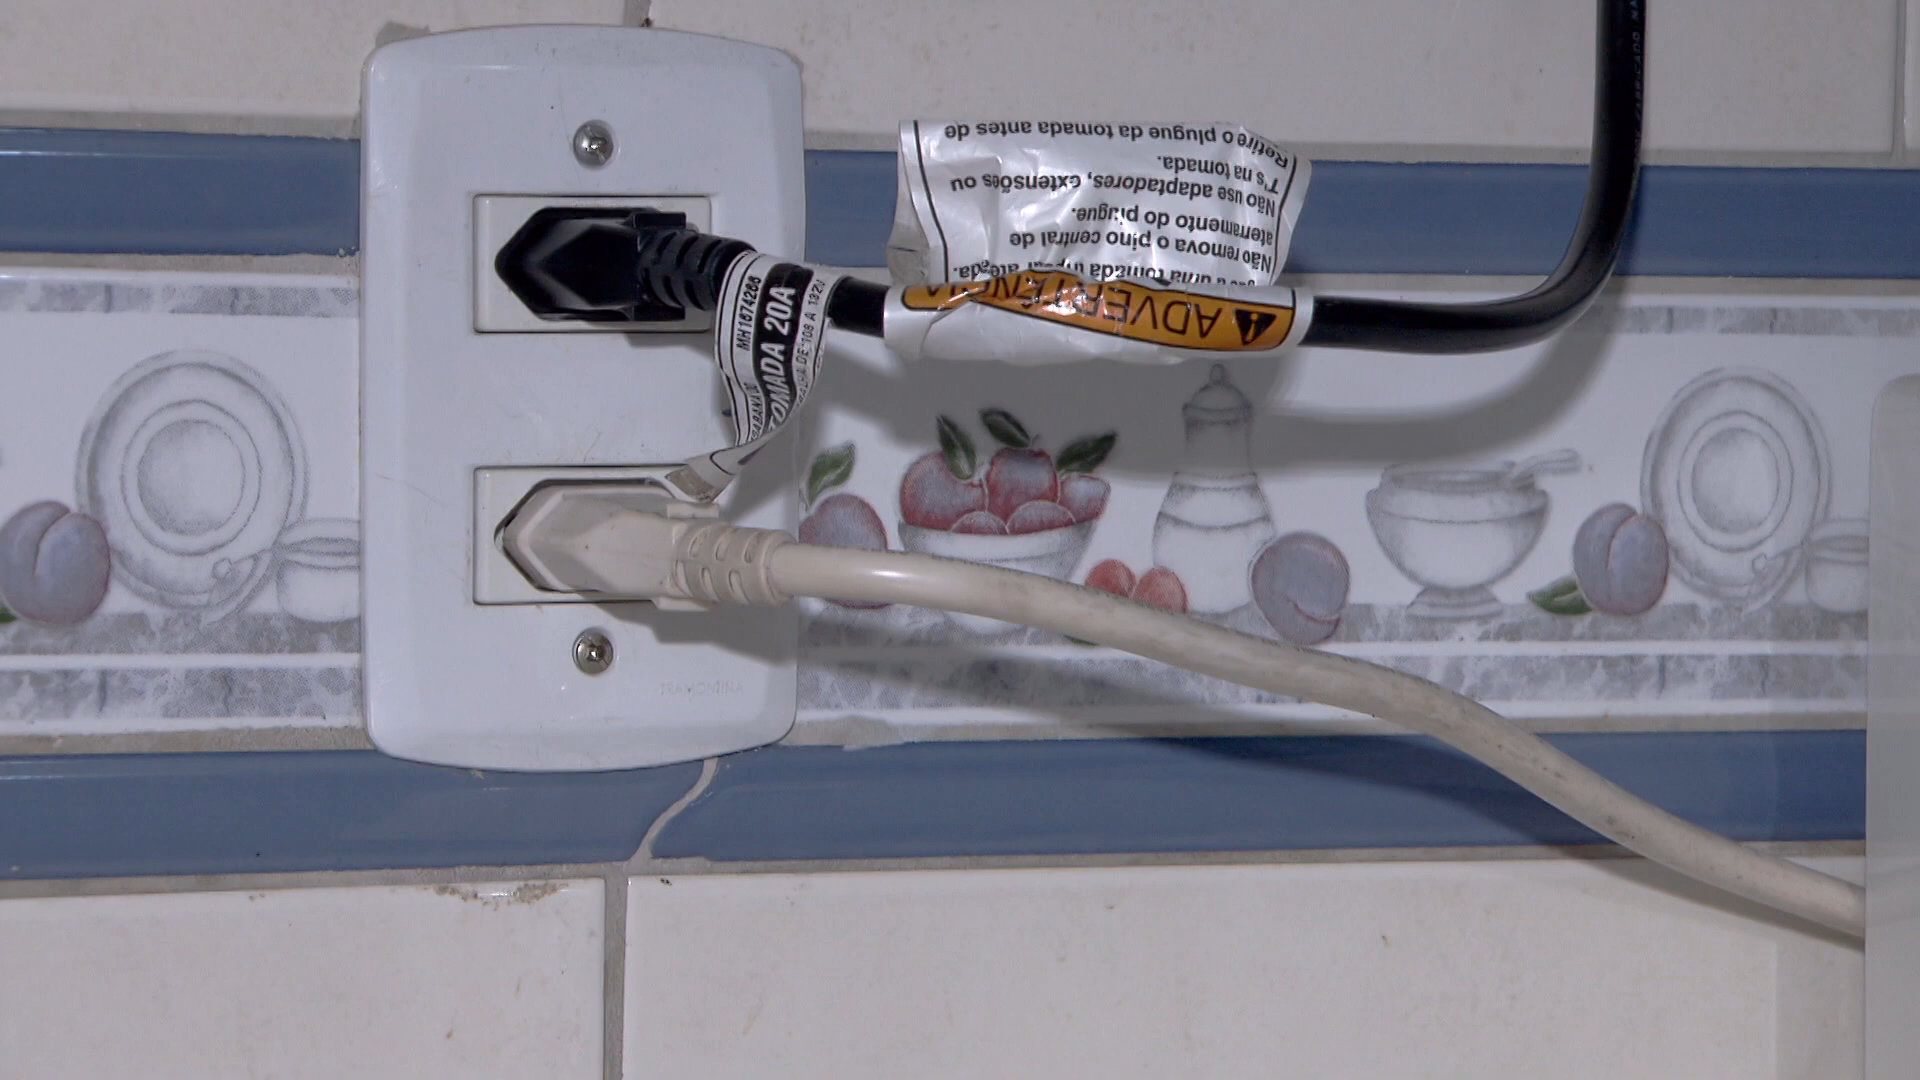 ADVERTÊNCIA
Não remova o pino central de
aterramento do plugue.
Não use adaptadores, extensões ou
T's na tomada.
Retire o plugue da tomada antes de
MH1674266
TOMADA 20A